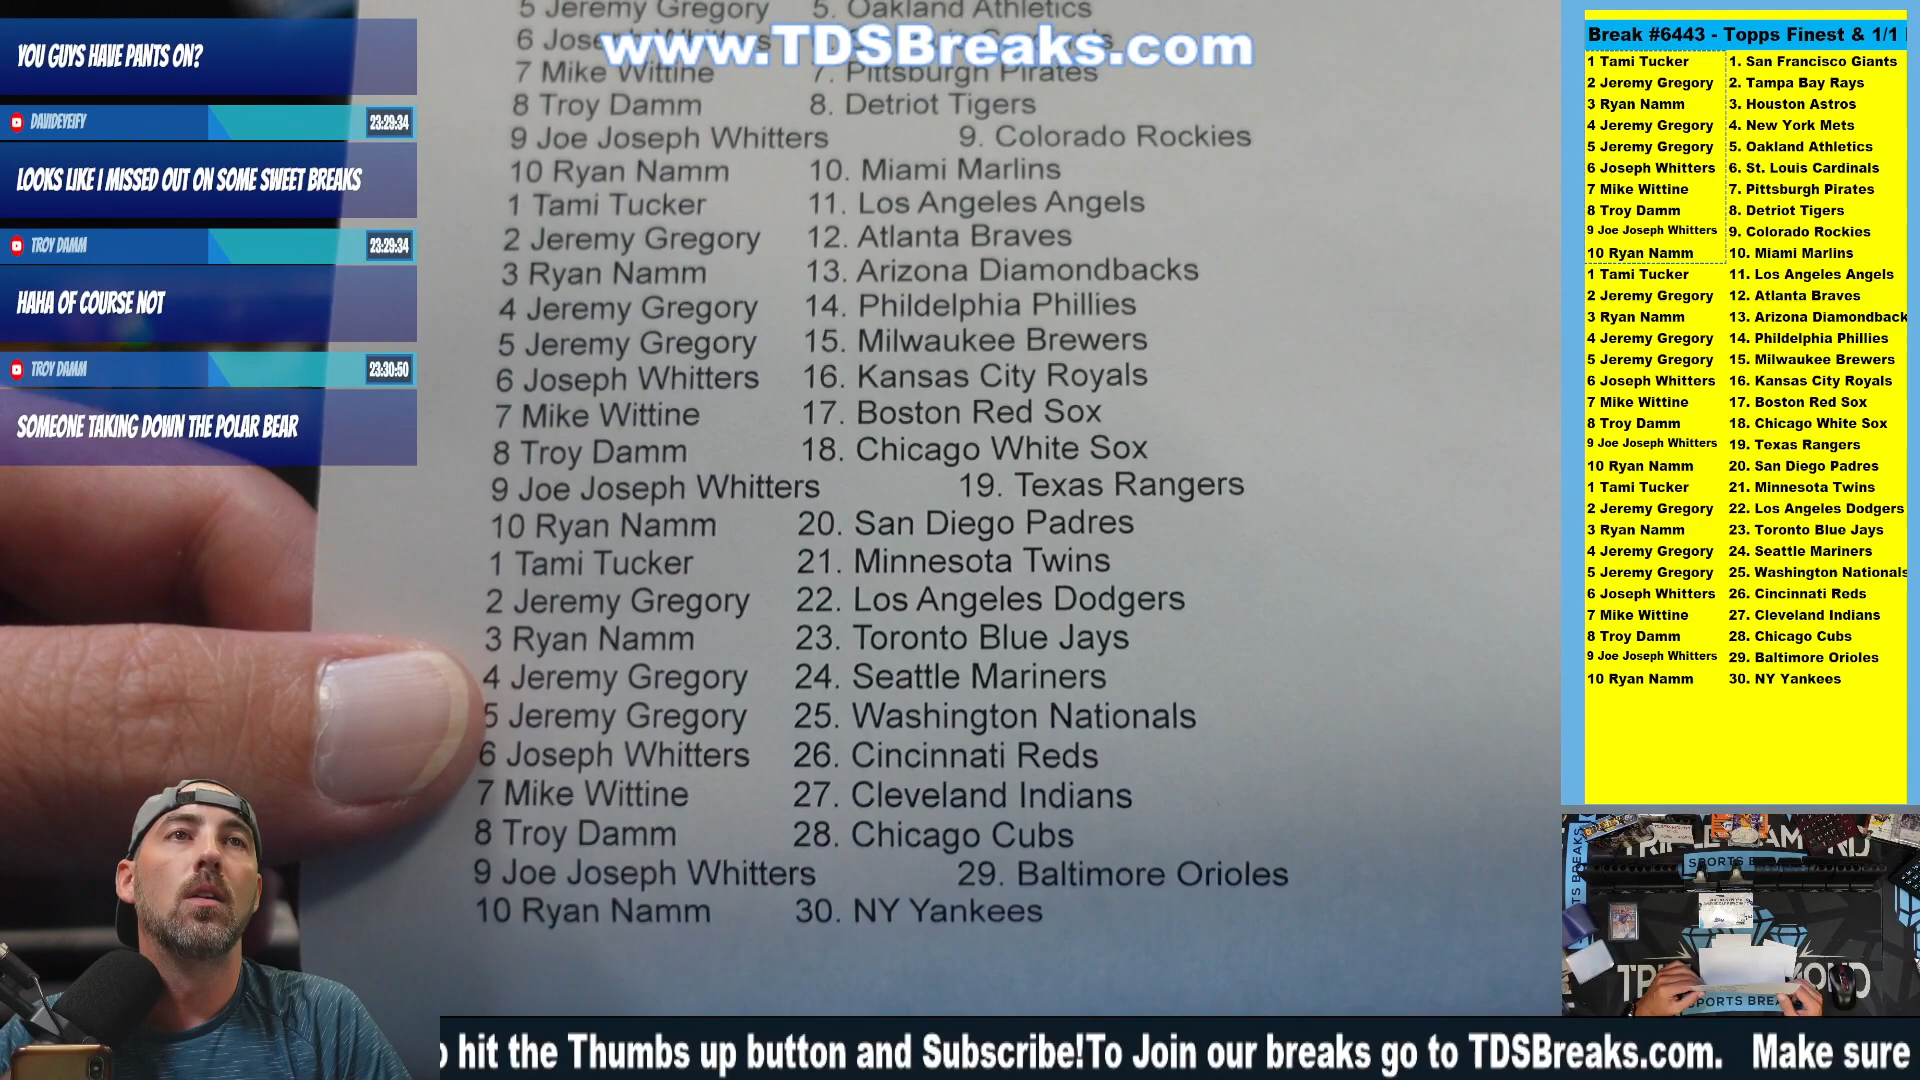 YOU GUYS HAVE PANTS ON?
DAVIDEYEIFY 23:29:34
LOOKS LIKE I MISSED OUT ON SOME SWEET BREAKS
TROY DAMM 23:29:34
HAHA OF COURSE NOT
TROY DAMM 23:30:50
SOMEONE TAKING DOWN THE POLAR BEAR
www.TDSBreaks.com
5 Jeremy Gregory 5. Oakland Athletics
7 Mike Wittine 7. Pittsburgh Pirates
8 Troy Damm 8. Detriot Tigers
9 Joe Joseph Whitters 9. Colorado Rockies
10 Ryan Namm 10. Miami Marlins
1 Tami Tucker 11. Los Angeles Angels
2 Jeremy Gregory 12. Atlanta Braves
3 Ryan Namm 13. Arizona Diamondbacks
4 Jeremy Gregory 14. Phildelphia Phillies
5 Jeremy Gregory 15. Milwaukee Brewers
6 Joseph Whitters 16. Kansas City Royals
7 Mike Wittine 17. Boston Red Sox
8 Troy Damm 18. Chicago White Sox
9 Joe Joseph Whitters 19. Texas Rangers
10 Ryan Namm 20. San Diego Padres
1 Tami Tucker 21. Minnesota Twins
2 Jeremy Gregory 22. Los Angeles Dodgers
3 Ryan Namm 23. Toronto Blue Jays
4 Jeremy Gregory 24. Seattle Mariners
5 Jeremy Gregory 25. Washington Nationals
6 Joseph Whitters 26. Cincinnati Reds
7 Mike Wittine 27. Cleveland Indians
8 Troy Damm 28. Chicago Cubs
9 Joe Joseph Whitters 29. Baltimore Orioles
10 Ryan Namm 30. NY Yankees
Break #6443 - Topps Finest & 1/1
1 Tami Tucker 1. San Francisco Giants
2 Jeremy Gregory 2. Tampa Bay Rays
3 Ryan Namm 3. Houston Astros
4 Jeremy Gregory 4. New York Mets
5 Jeremy Gregory 5. Oakland Athletics
6 Joseph Whitters 6. St. Louis Cardinals
7 Mike Wittine 7. Pittsburgh Pirates
8 Troy Damm 8. Detriot Tigers
9 Joe Joseph Whitters 9. Colorado Rockies
10 Ryan Namm 10. Miami Marlins
1 Tami Tucker 11. Los Angeles Angels
2 Jeremy Gregory 12. Atlanta Braves
3 Ryan Namm 13. Arizona Diamondback
4 Jeremy Gregory 14. Phildelphia Phillies
5 Jeremy Gregory 15. Milwaukee Brewers
6 Joseph Whitters 16. Kansas City Royals
7 Mike Wittine 17. Boston Red Sox
8 Troy Damm 18. Chicago White Sox
9 Joe Joseph Whitters 19. Texas Rangers
10 Ryan Namm 20. San Diego Padres
1 Tami Tucker 21. Minnesota Twins
2 Jeremy Gregory 22. Los Angeles Dodgers
3 Ryan Namm 23. Toronto Blue Jays
4 Jeremy Gregory 24. Seattle Mariners
5 Jeremy Gregory 25. Washington Nationals
6 Joseph Whitters 26. Cincinnati Reds
7 Mike Wittine 27. Cleveland Indians
8 Troy Damm 28. Chicago Cubs
9 Joe Joseph Whitters 29. Baltimore Orioles
10 Ryan Namm 30. NY Yankees
SPORTS BREAKS
hit the Thumbs up button and Subscribe!To Join our breaks go to TDSBreaks.com. Make sure